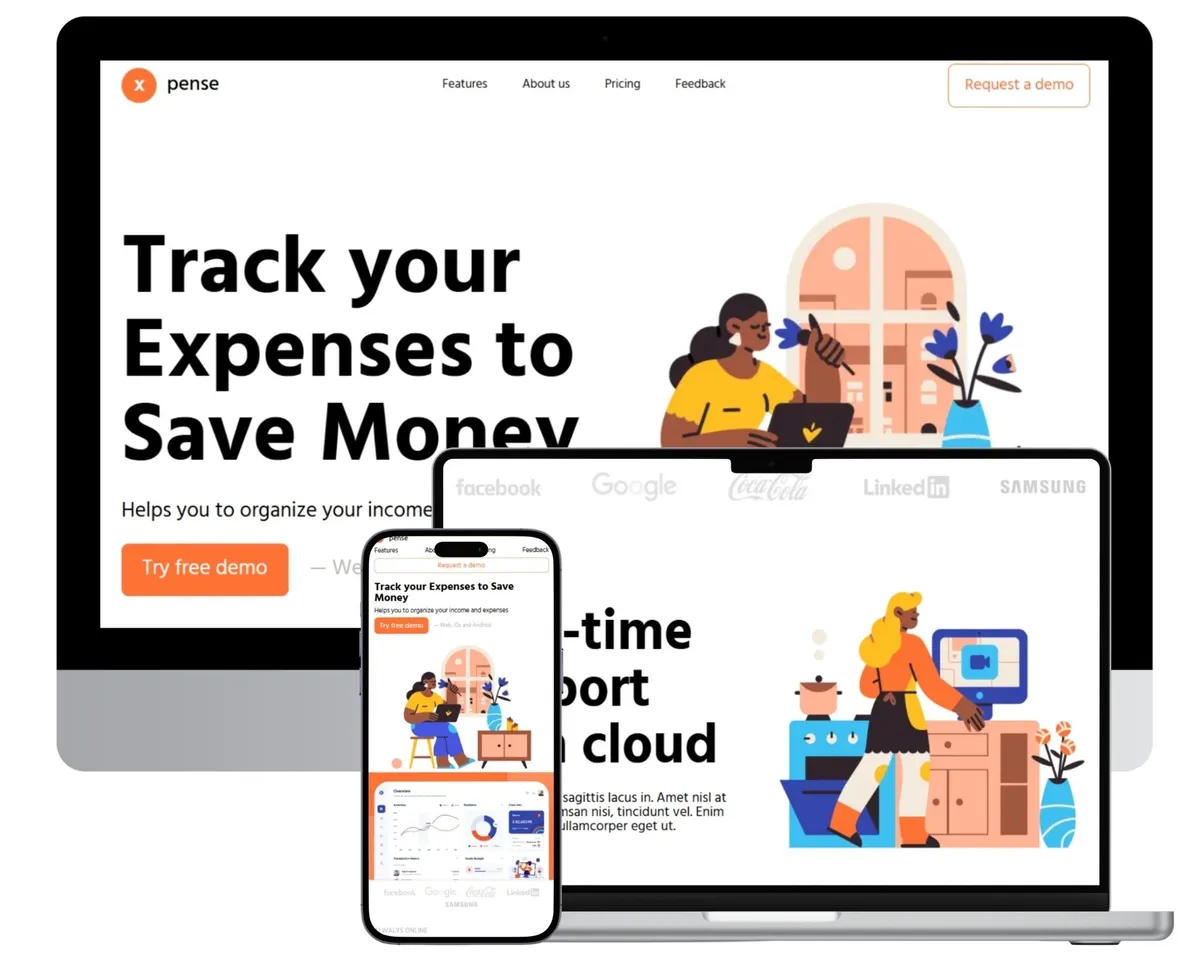 x pense
Features About us Pricing Feedback
Request a demo
Track your
Expenses to
Save Money
Helps you to organize your income
Try free demo
— We
facebook Google Coca-Cola LinkedIn SAMSUNG
-time
port
cloud
sagittis lacus in. Amet nisl at
msan nisi, tincidunt vel. Enim
ullamcorper eget ut.
pense
Features Feedback
Request a demo
Track your Expenses to Save
Money
Helps you to organize your income and expenses
Try free demo — Web, iOs and Android
Overview
facebook Google Coca-Cola LinkedIn
SAMSUNG
WALYS ONLINE